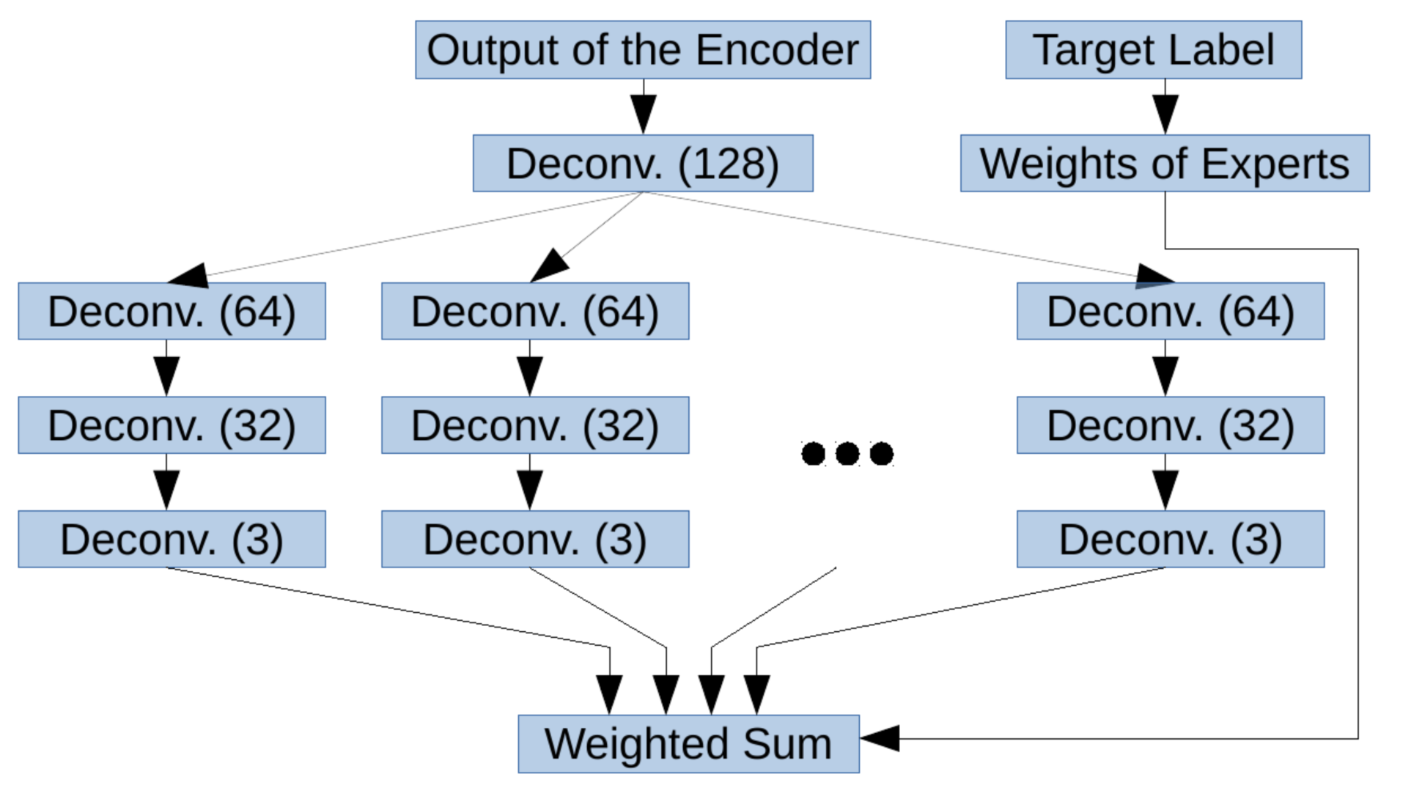 Output of the Encoder
Target Label
Deconv. (128)
Weights of Experts
Deconv. (64)
Deconv. (64)
Deconv. (64)
Deconv. (32)
Deconv. (32)
Deconv. (32)
Deconv. (3)
Deconv. (3)
Deconv. (3)
Weighted Sum